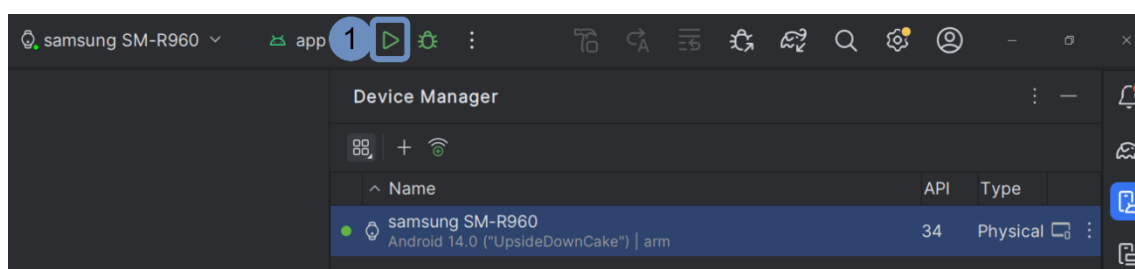 samsung SM-R960 app 1
Device Manager
Name API Type
samsung SM-R960 34 Physical
Android 14.0 ("UpsideDownCake") | arm